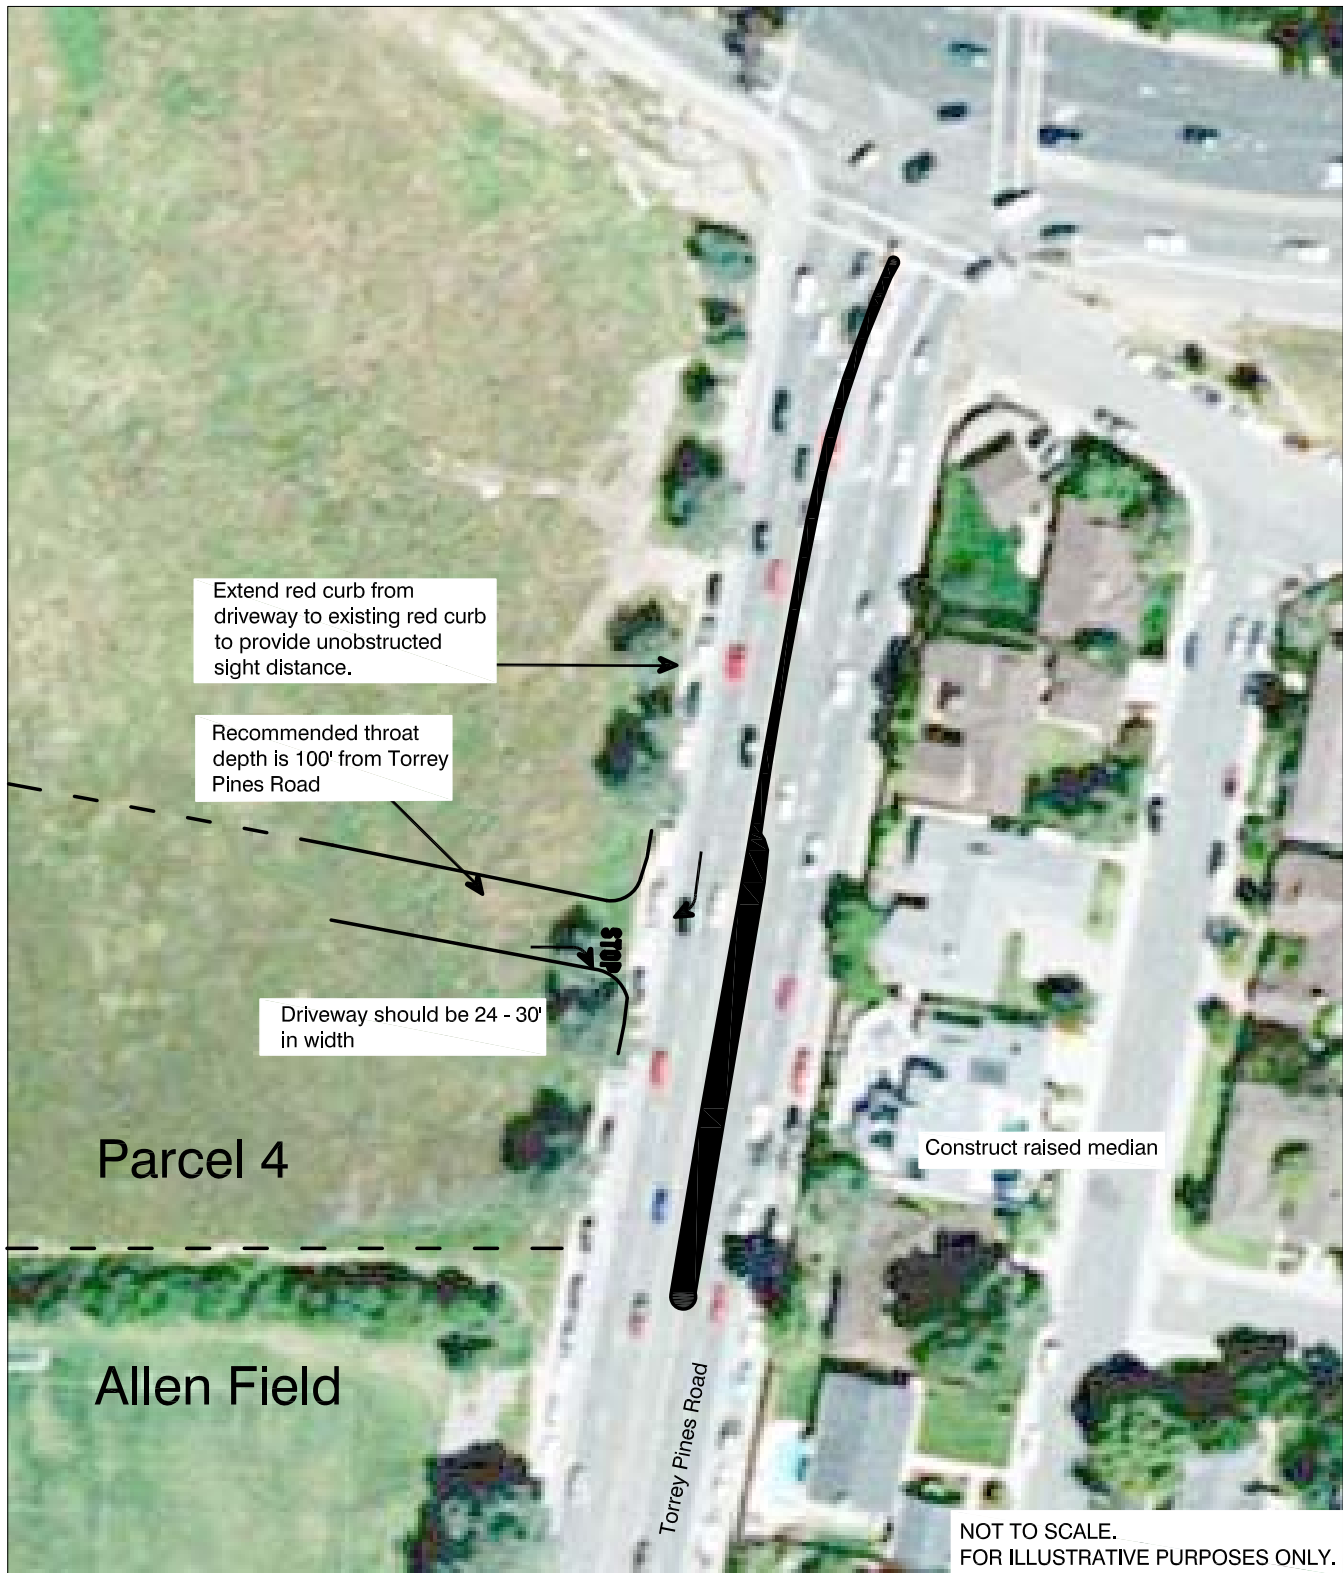 Extend red curb from
driveway to existing red curb
to provide unobstructed
sight distance.
Recommended throat
depth is 100' from Torrey
Pines Road
STOP
Driveway should be 24 - 30'
in width
Parcel 4
Construct raised median
Allen Field
Torrey Pines Road
NOT TO SCALE.
FOR ILLUSTRATIVE PURPOSES ONLY.